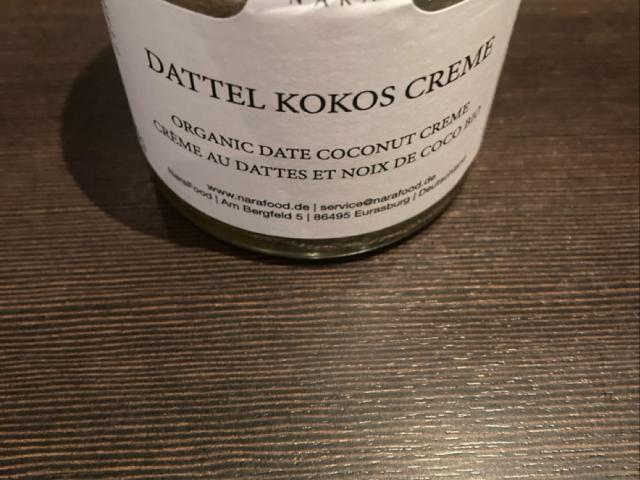 DATTEL KOKOS CREME
ORGANIC DATE COCONUT CREME
CRÈME AU DATTES ET NOIX DE COCO BIO
www.narafood.de | service@narafood.de
NaraFood | Am Bergfeld 5 | 86495 Eurasburg | Deutschland